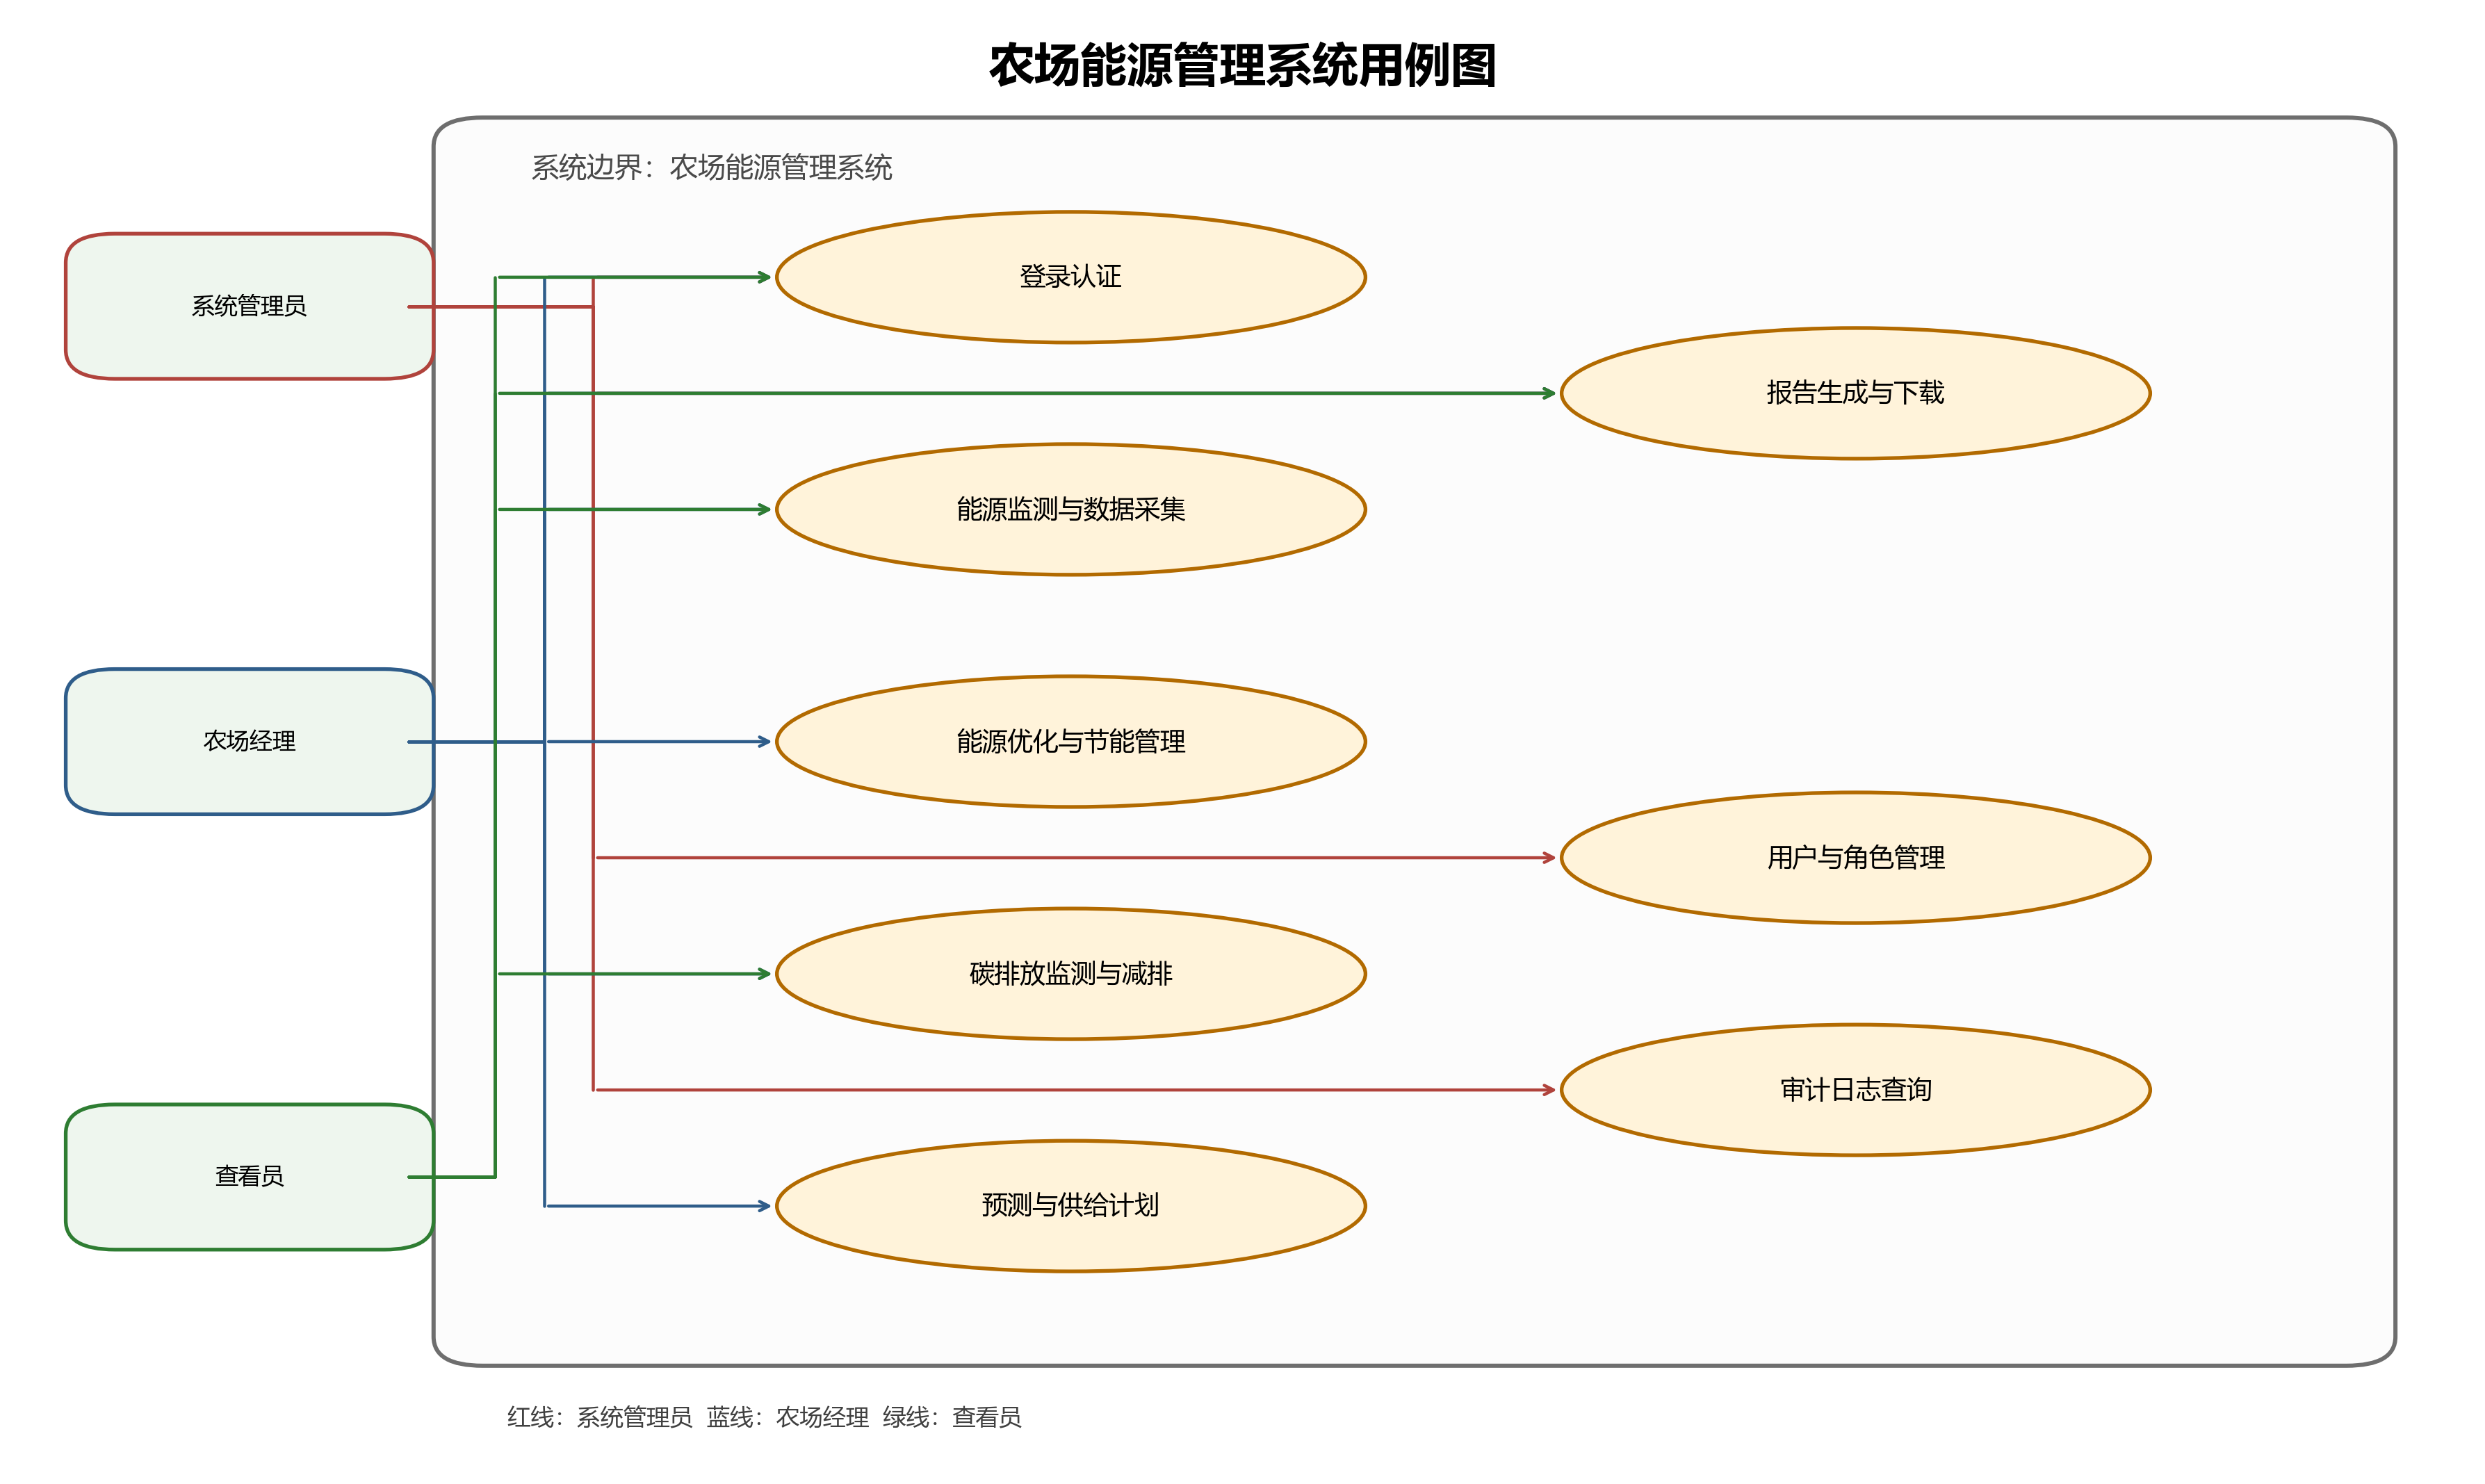 农场能源管理系统用例图
系统边界：农场能源管理系统
登录认证
系统管理员
报告生成与下载
能源监测与数据采集
农场经理
能源优化与节能管理
用户与角色管理
碳排放监测与减排
审计日志查询
查看员
预测与供给计划
红线：系统管理员 蓝线：农场经理 绿线：查看员